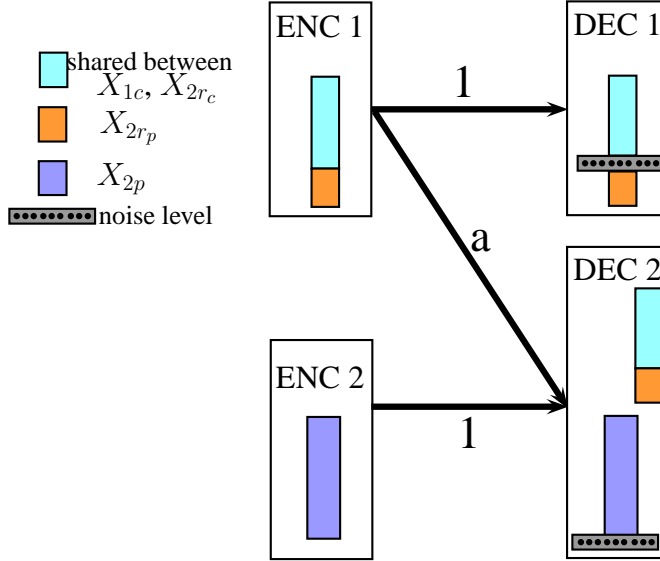 ENC 1
DEC 1
shared between
$X_{1c}$, $X_{2r_c}$
$X_{2r_p}$
$X_{2p}$
noise level
1
a
ENC 2
DEC 2
1